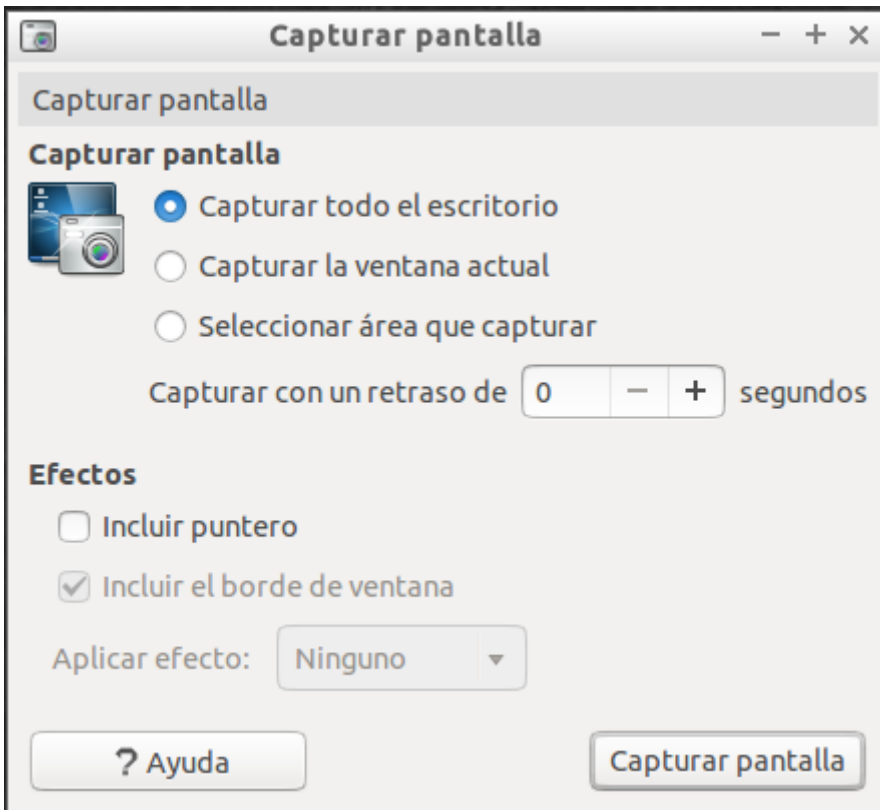 Capturar pantalla
Capturar pantalla
Capturar pantalla
Capturar todo el escritorio
Capturar la ventana actual
Seleccionar área que capturar
Capturar con un retraso de 0 − + segundos
Efectos
Incluir puntero
Incluir el borde de ventana
Aplicar efecto: Ninguno
? Ayuda Capturar pantalla